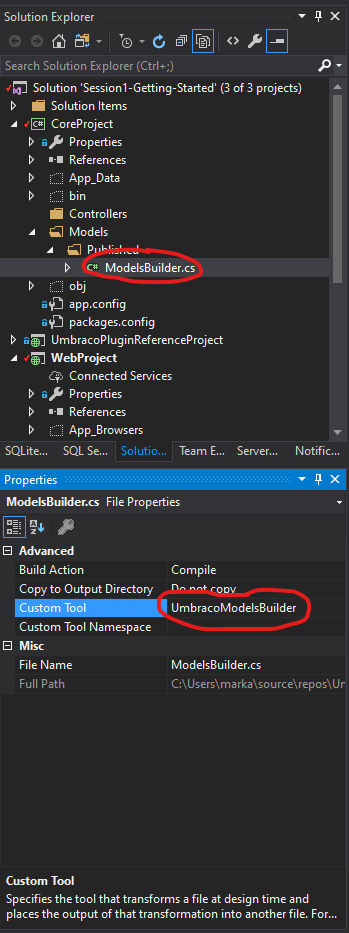 Solution Explorer
Search Solution Explorer (Ctrl+;)
Solution 'Session1-Getting-Started' (3 of 3 projects)
Solution Items
CoreProject
Properties
References
App_Data
bin
Controllers
Models
Published
C# ModelsBuilder.cs
obj
app.config
packages.config
UmbracoPluginReferenceProject
WebProject
Connected Services
Properties
References
App_Browsers
SQLite... SQL Se... Solutio... Team E... Server... Notific...
Properties
ModelsBuilder.cs File Properties
Advanced
Build Action Compile
Copy to Output Directory Do not copy
Custom Tool UmbracoModelsBuilder
Custom Tool Namespace
Misc
File Name ModelsBuilder.cs
Full Path C:\Users\marka\source\repos\Un
Custom Tool
Specifies the tool that transforms a file at design time and
places the output of that transformation into another file. For...